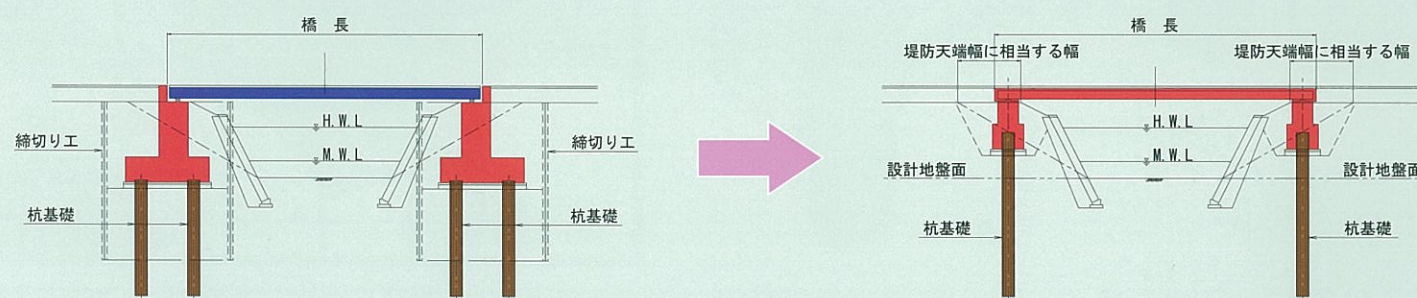 橋 長
H.W.L
M.W.L
締切り工
締切り工
杭基礎
杭基礎
橋 長
堤防天端幅に相当する幅
堤防天端幅に相当する幅
H.W.L
M.W.L
設計地盤面
設計地盤面
杭基礎
杭基礎